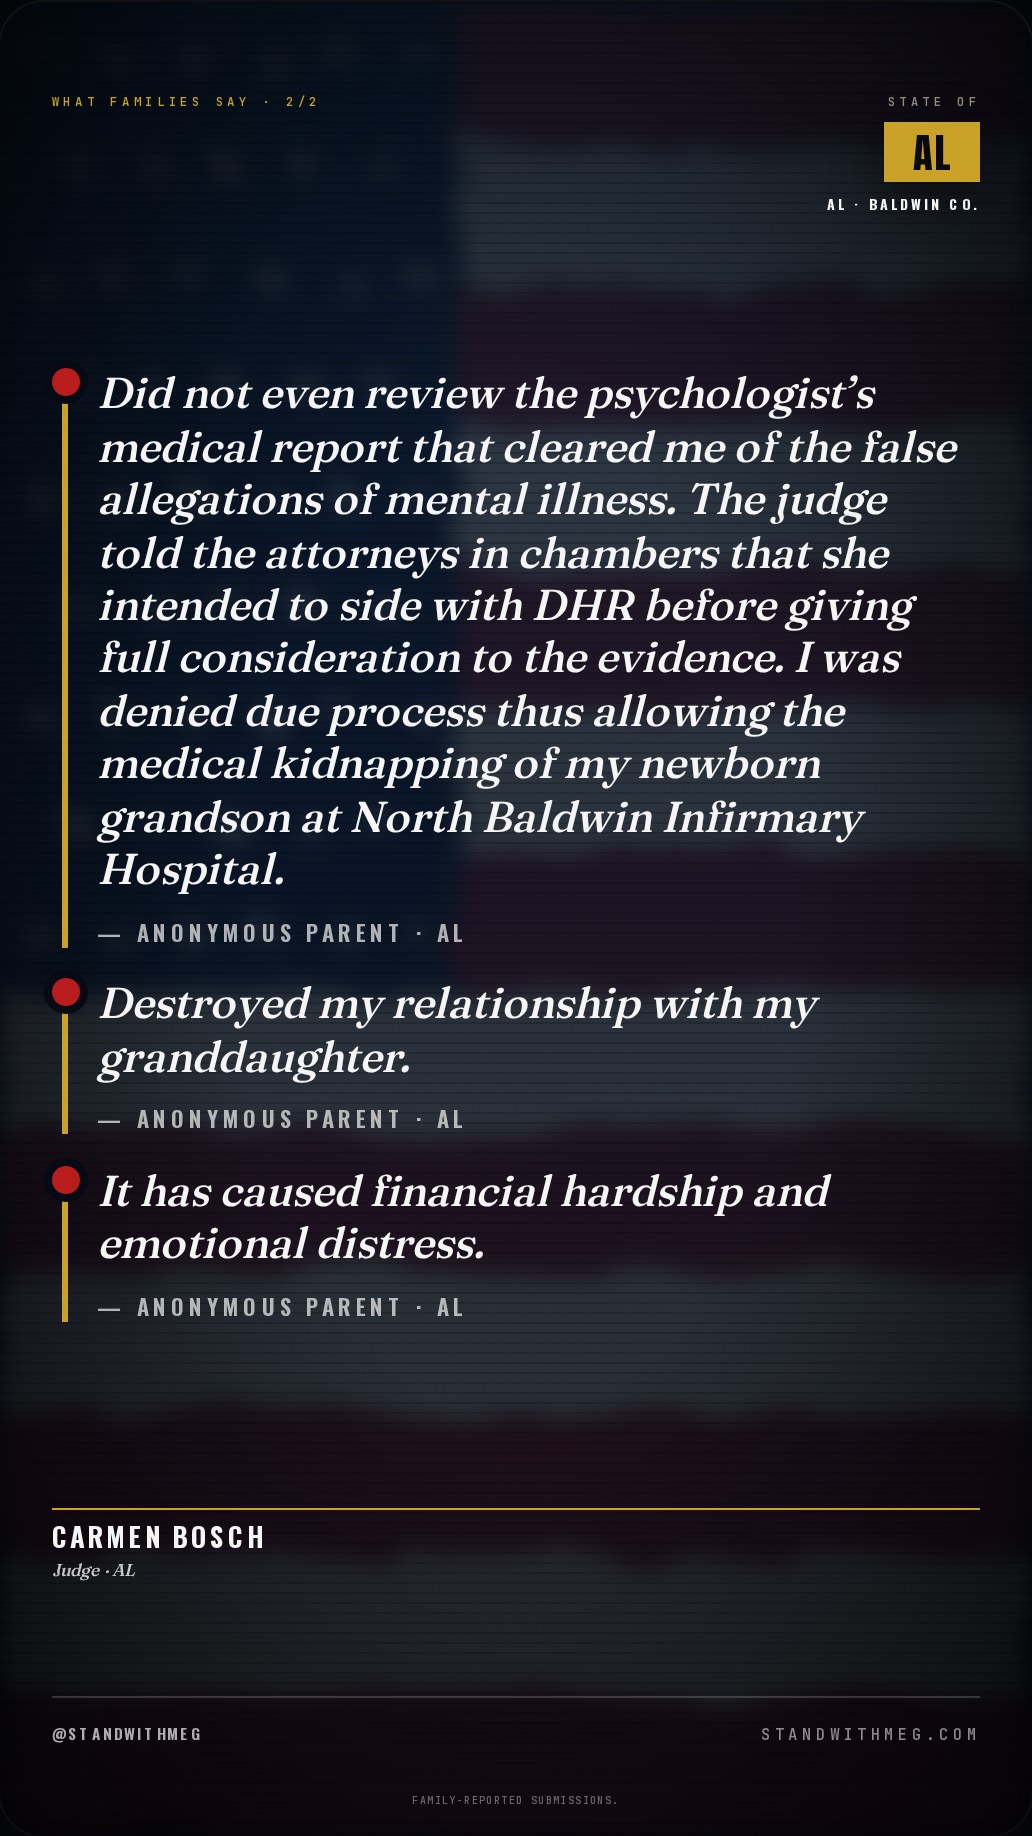 WHAT FAMILIES SAY · 2/2
STATE OF
AL
AL · BALDWIN CO.
Did not even review the psychologist’s
medical report that cleared me of the false
allegations of mental illness. The judge
told the attorneys in chambers that she
intended to side with DHR before giving
full consideration to the evidence. I was
denied due process thus allowing the
medical kidnapping of my newborn
grandson at North Baldwin Infirmary
Hospital.
— ANONYMOUS PARENT · AL
Destroyed my relationship with my
granddaughter.
— ANONYMOUS PARENT · AL
It has caused financial hardship and
emotional distress.
— ANONYMOUS PARENT · AL
CARMEN BOSCH
Judge · AL
@STANDWITHMEG
STANDWITHMEG.COM
FAMILY-REPORTED SUBMISSIONS.